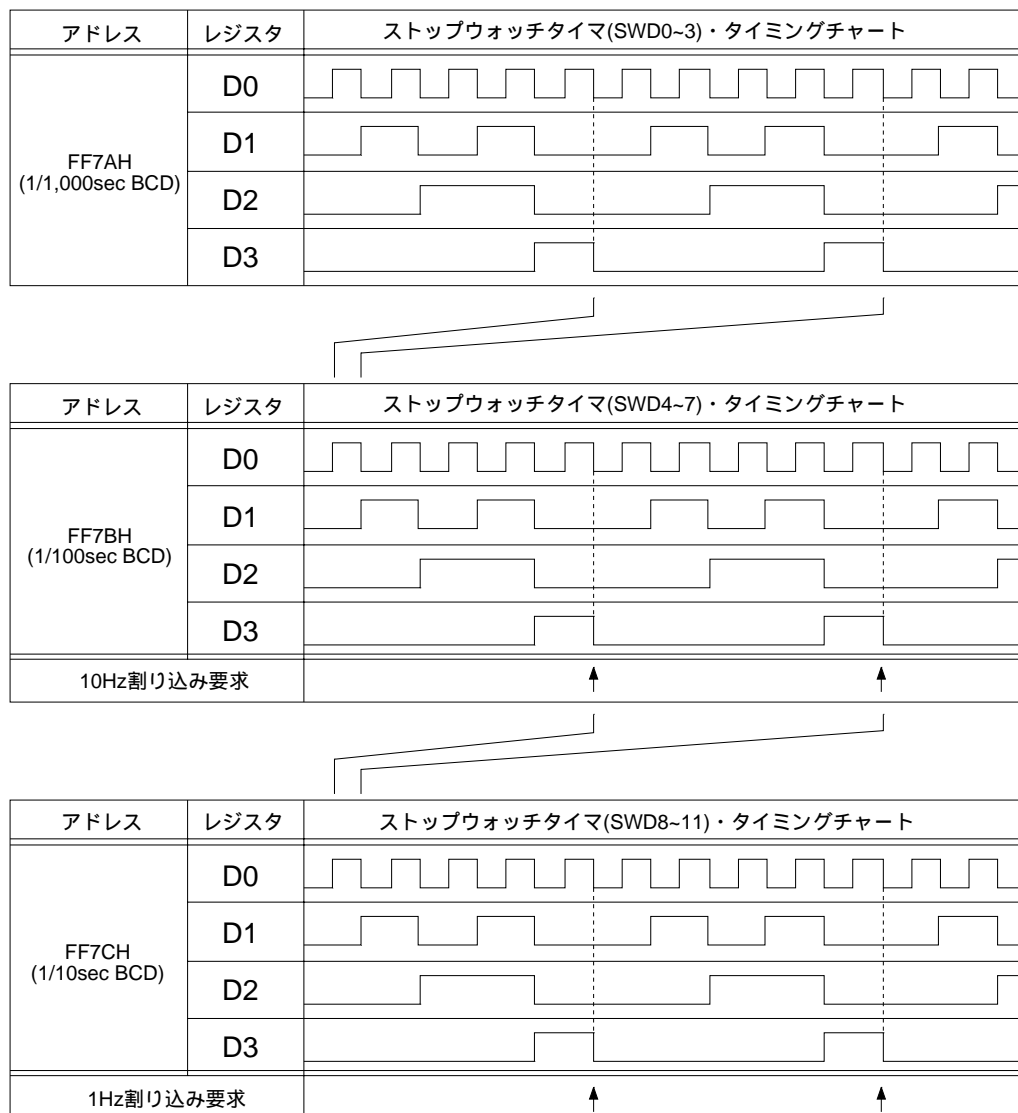 アドレス レジスタ ストップウォッチタイマ(SWD0~3)・タイミングチャート
D0
D1
FF7AH
(1/1,000sec BCD)
D2
D3
アドレス レジスタ ストップウォッチタイマ(SWD4~7)・タイミングチャート
D0
D1
FF7BH
(1/100sec BCD)
D2
D3
10Hz割り込み要求
アドレス レジスタ ストップウォッチタイマ(SWD8~11)・タイミングチャート
D0
D1
FF7CH
(1/10sec BCD)
D2
D3
1Hz割り込み要求